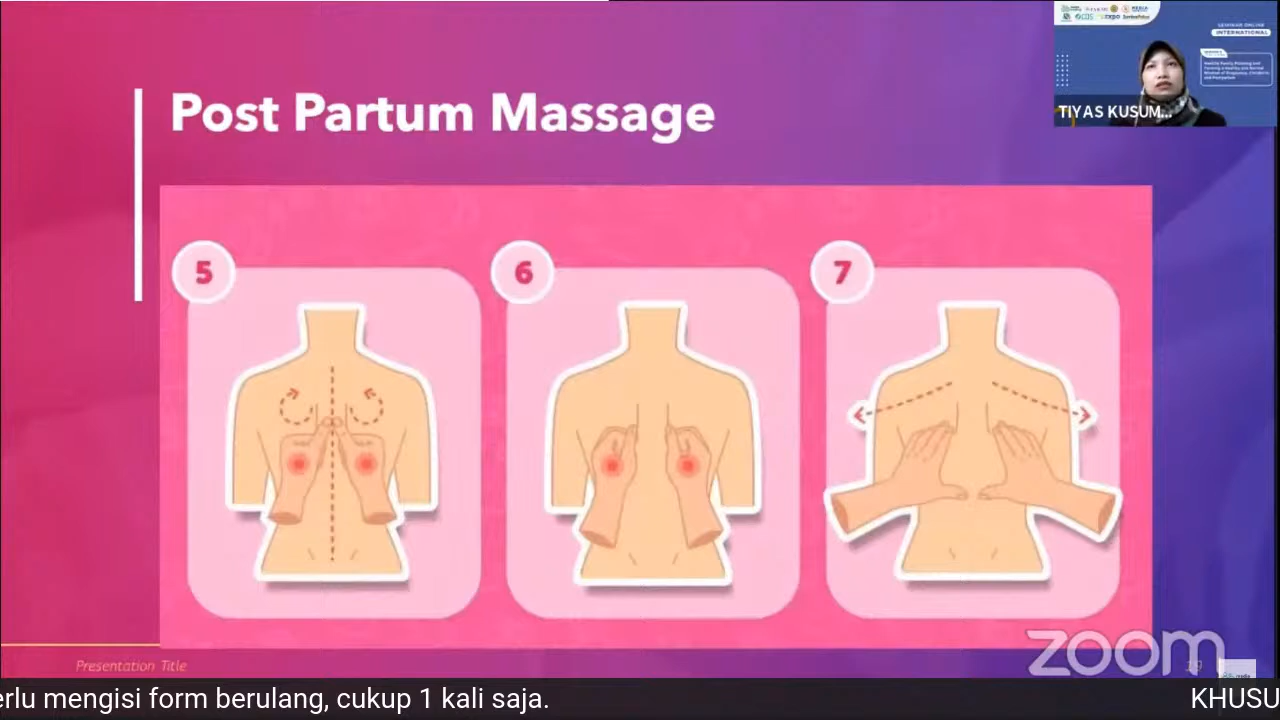 Post Partum Massage
SEMINAR ONLINE
INTERNATIONAL
TIYAS KUSUM...
5
6
7
zoom
Presentation Title
19
erlu mengisi form berulang, cukup 1 kali saja.
KHUSU